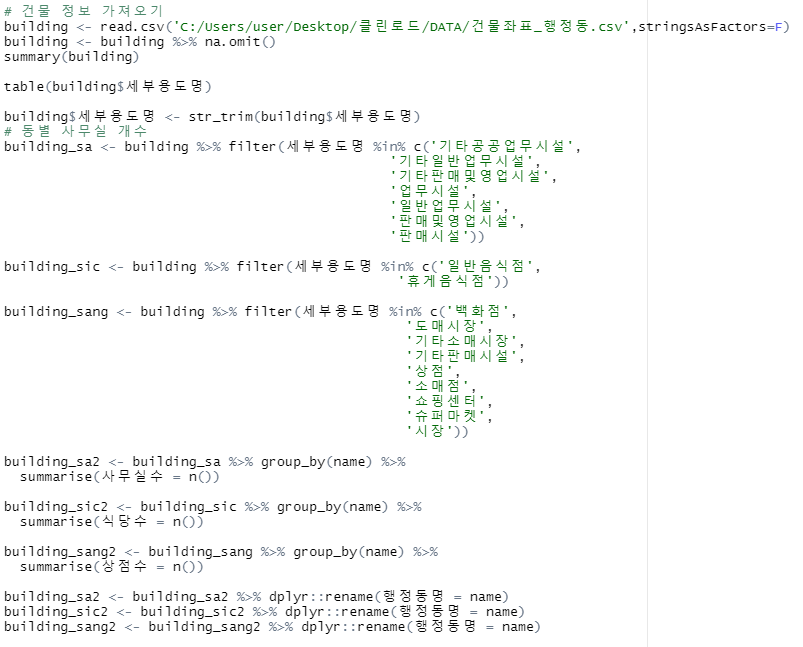 # 건물 정보 가져오기
building <- read.csv('C:/Users/user/Desktop/클린로드/DATA/건물좌표_행정동.csv',stringsAsFactors=F)
building <- building %>% na.omit()
summary(building)

table(building$세부용도명)

building$세부용도명 <- str_trim(building$세부용도명)
# 동별 사무실 개수
building_sa <- building %>% filter(세부용도명 %in% c('기타공공업무시설',
'기타일반업무시설',
'기타판매및영업시설',
'업무시설',
'일반업무시설',
'판매및영업시설',
'판매시설'))

building_sic <- building %>% filter(세부용도명 %in% c('일반음식점',
'휴게음식점'))

building_sang <- building %>% filter(세부용도명 %in% c('백화점',
'도매시장',
'기타소매시장',
'기타판매시설',
'상점',
'소매점',
'쇼핑센터',
'슈퍼마켓',
'시장'))

building_sa2 <- building_sa %>% group_by(name) %>%
summarise(사무실수 = n())

building_sic2 <- building_sic %>% group_by(name) %>%
summarise(식당수 = n())

building_sang2 <- building_sang %>% group_by(name) %>%
summarise(상점수 = n())

building_sa2 <- building_sa2 %>% dplyr::rename(행정동명 = name)
building_sic2 <- building_sic2 %>% dplyr::rename(행정동명 = name)
building_sang2 <- building_sang2 %>% dplyr::rename(행정동명 = name)